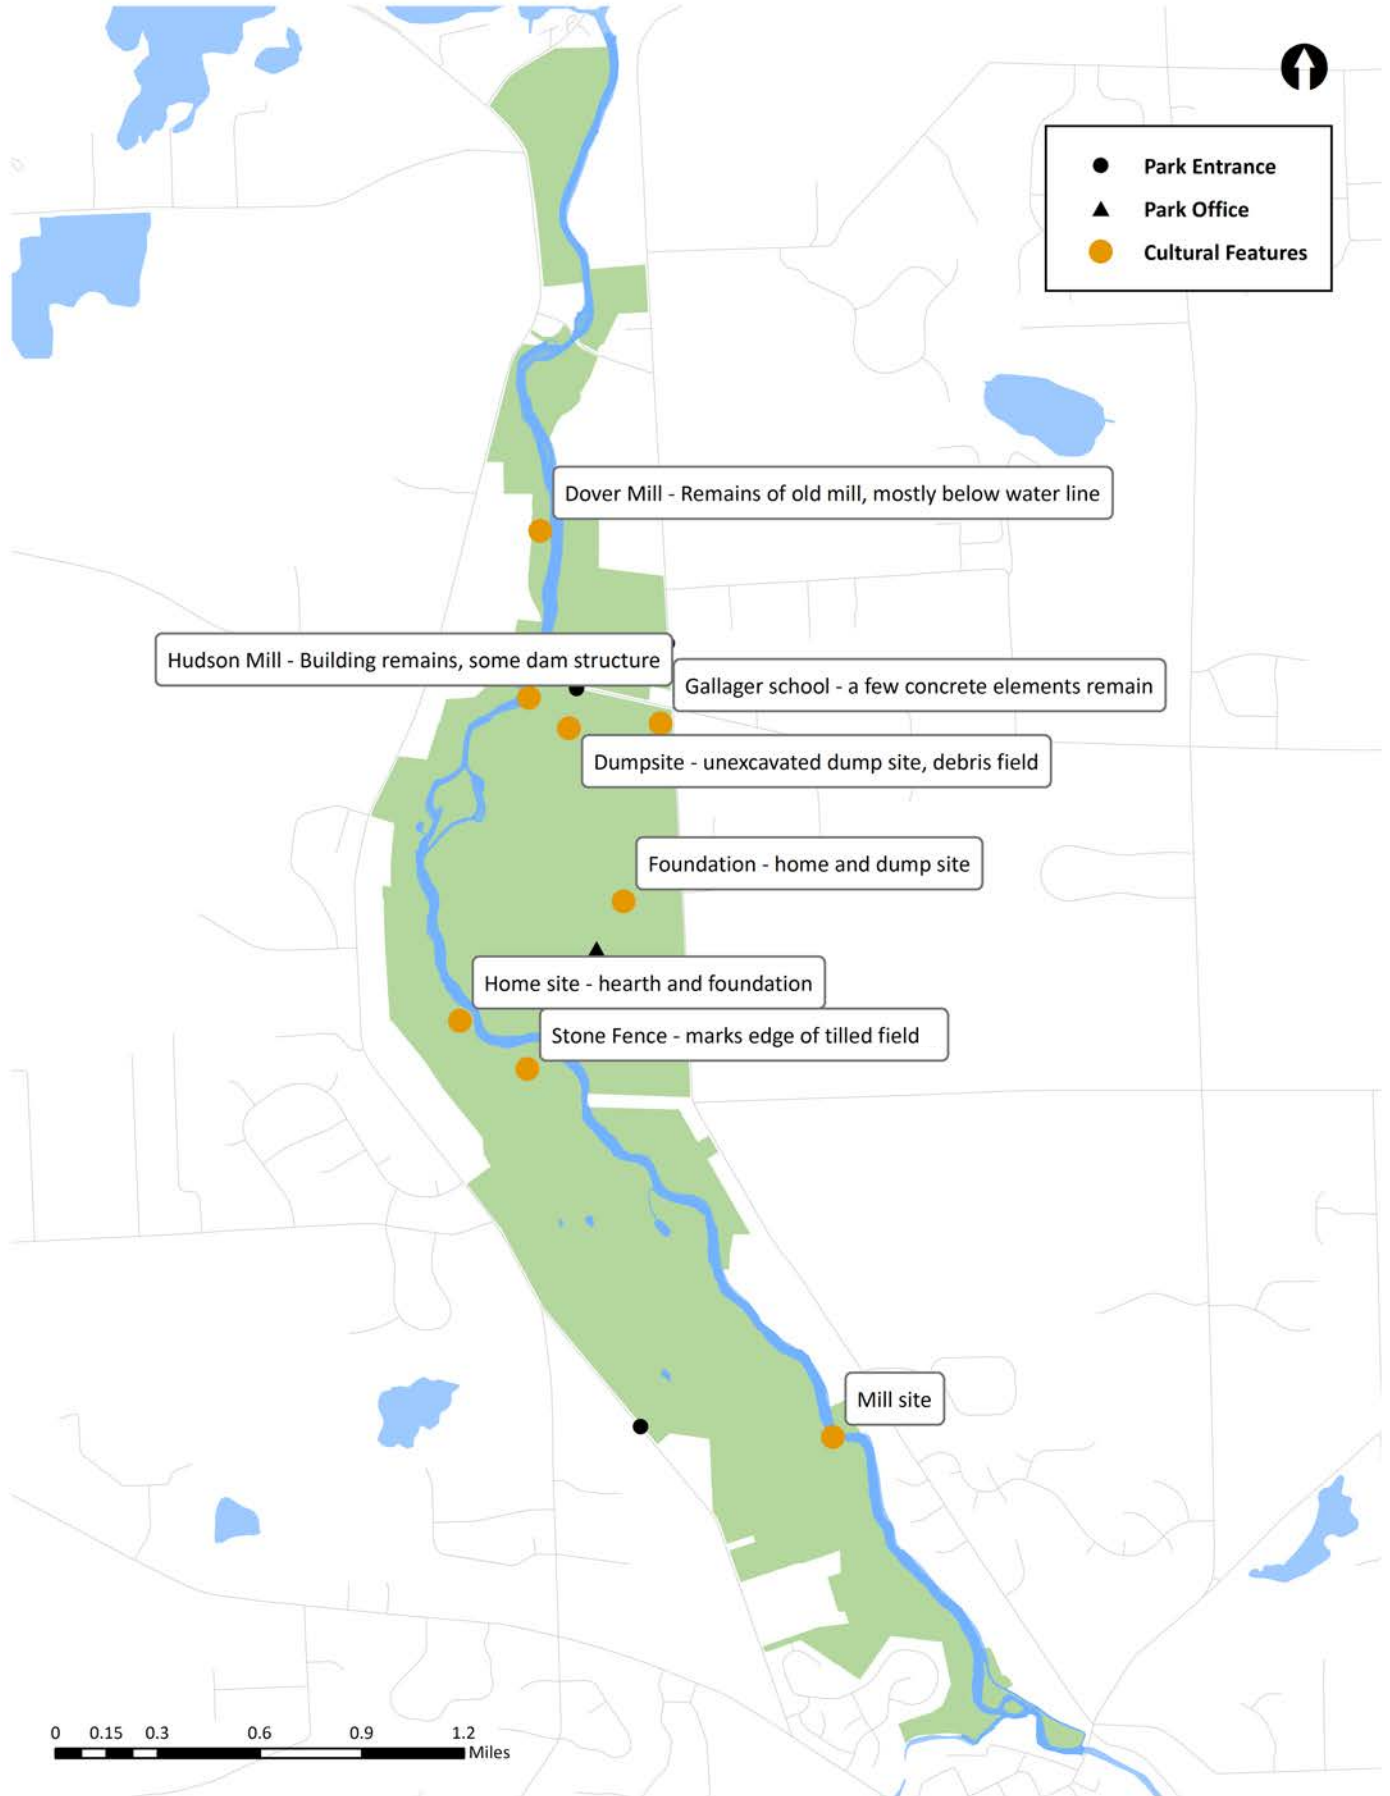 Park Entrance
Park Office
Cultural Features
Dover Mill - Remains of old mill, mostly below water line
Hudson Mill - Building remains, some dam structure
Gallager school - a few concrete elements remain
Dumpsite - unexcavated dump site, debris field
Foundation - home and dump site
Home site - hearth and foundation
Stone Fence - marks edge of tilled field
Mill site
0 0.15 0.3 0.6 0.9 1.2
Miles